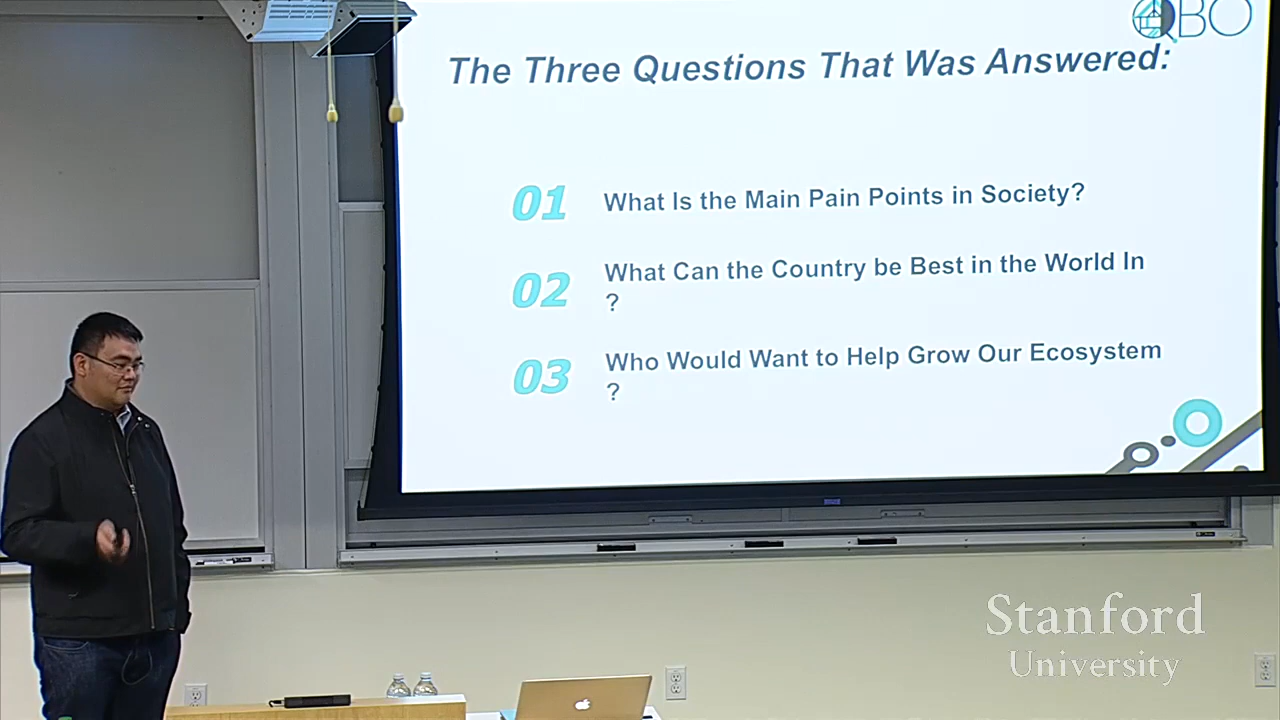 QBO
The Three Questions That Was Answered:
01
What Is the Main Pain Points in Society?
02
What Can the Country be Best in the World In
?
03
Who Would Want to Help Grow Our Ecosystem
?
Stanford
University